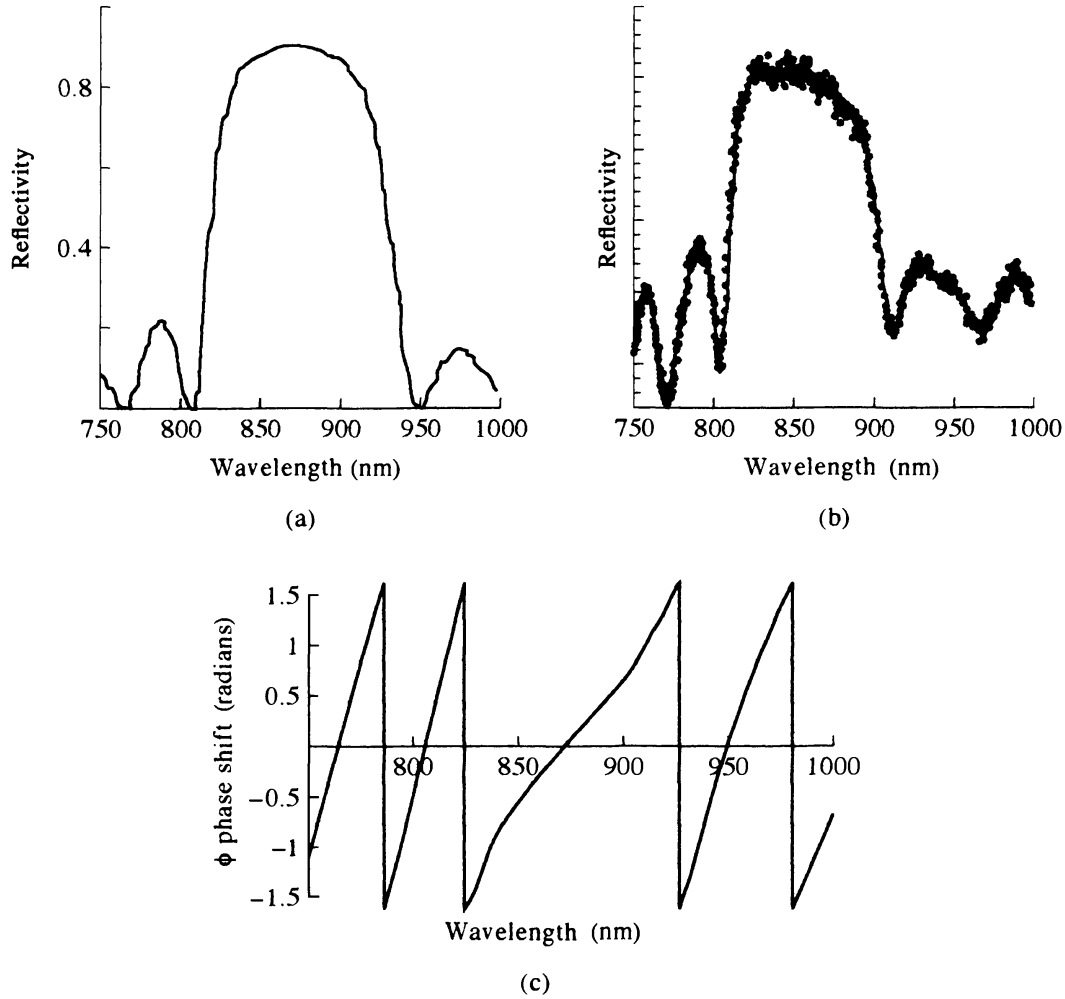 0.8
0.4
Reflectivity
750 800 850 900 950 1000
Wavelength (nm)
(a)
Reflectivity
750 800 850 900 950 1000
Wavelength (nm)
(b)
1.5
1
0.5
−0.5
−1
−1.5
ϕ phase shift (radians)
800 850 900 950 1000
Wavelength (nm)
(c)